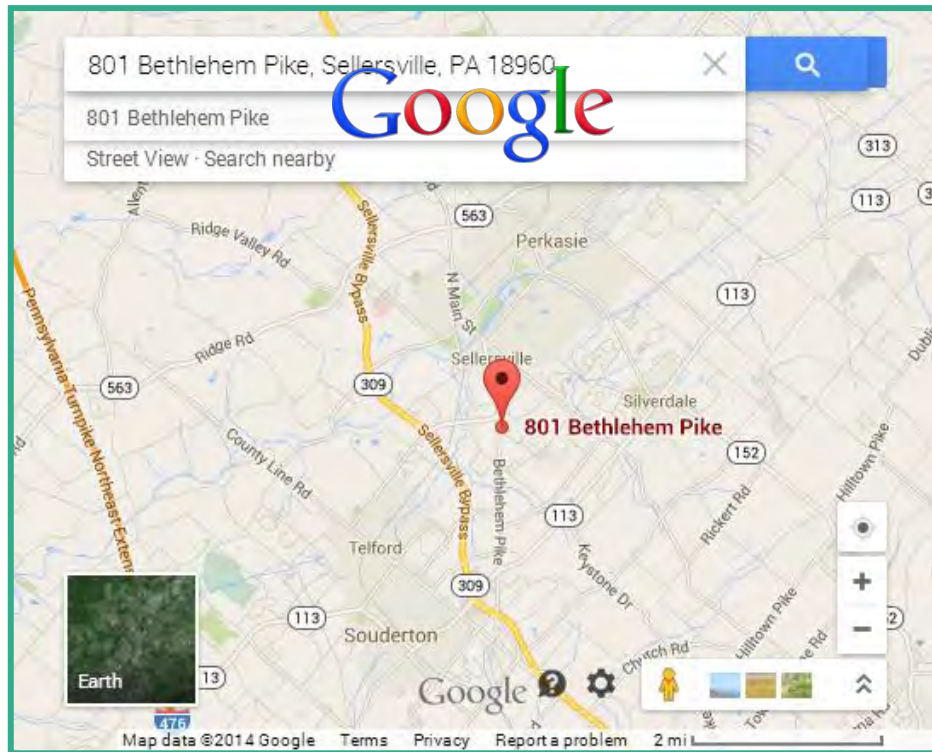 801 Bethlehem Pike, Sellersville, PA 18960
Google
801 Bethlehem Pike
Street View · Search nearby
313
113
563
Ridge Valley Rd
Sellersville Bypass
Perkasie
N Main St
113
Pennsylvania Turnpike Northeast Exten
Ridge Rd
Sellersville
563
309
Silverdale
801 Bethlehem Pike
Sellersville Bypass
County Line Rd
152
Hilltown Pike
Bethlehem Pike
Rickert Rd
113
Telford
Keystone Dr
309
113
Souderton
Hilltown Pike
Church Rd
Earth
13
Google
476
Map data ©2014 Google Terms Privacy Report a problem 2 mi